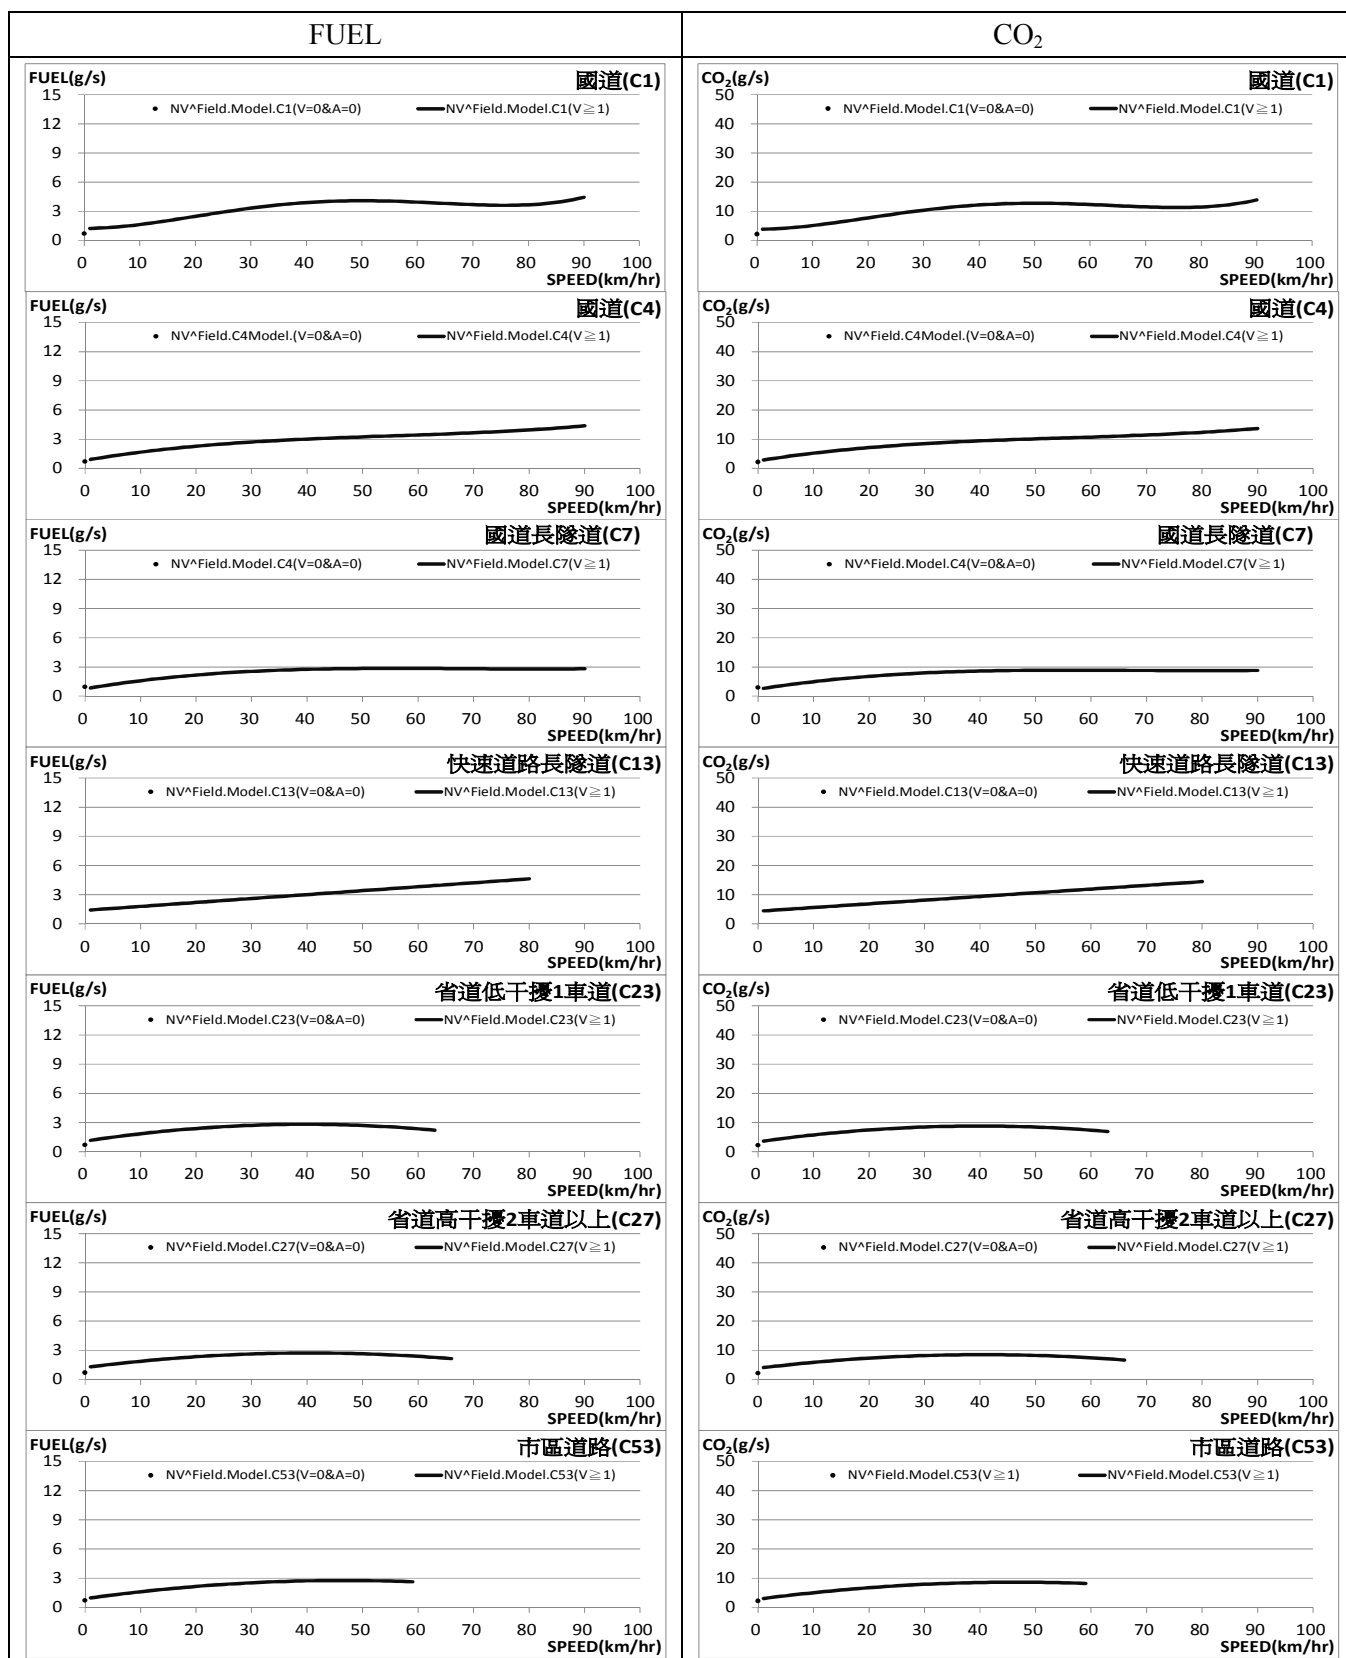 FUEL
CO₂
FUEL(g/s) 國道(C1)
15 NV^Field.Model.C1(V=0&A=0) NV^Field.Model.C1(V≧1)
12
9
6
3
0
0 10 20 30 40 50 60 70 80 90 100
SPEED(km/hr)
CO₂(g/s) 國道(C1)
50
NV^Field.Model.C1(V=0&A=0) NV^Field.Model.C1(V≧1)
40
30
20
10
0
0 10 20 30 40 50 60 70 80 90 100
SPEED(km/hr)
FUEL(g/s) 國道(C4)
15
NV^Field.C4Model.(V=0&A=0) NV^Field.Model.C4(V≧1)
12
9
6
3
0
0 10 20 30 40 50 60 70 80 90 100
SPEED(km/hr)
CO₂(g/s) 國道(C4)
50
NV^Field.C4Model.(V=0&A=0) NV^Field.Model.C4(V≧1)
40
30
20
10
0
0 10 20 30 40 50 60 70 80 90 100
SPEED(km/hr)
FUEL(g/s) 國道長隧道(C7)
15
NV^Field.Model.C4(V=0&A=0) NV^Field.Model.C7(V≧1)
12
9
6
3
0
0 10 20 30 40 50 60 70 80 90 100
SPEED(km/hr)
CO₂(g/s) 國道長隧道(C7)
50
NV^Field.Model.C4(V=0&A=0) NV^Field.Model.C7(V≧1)
40
30
20
10
0
0 10 20 30 40 50 60 70 80 90 100
SPEED(km/hr)
FUEL(g/s) 快速道路長隧道(C13)
15
NV^Field.Model.C13(V=0&A=0) NV^Field.Model.C13(V≧1)
12
9
6
3
0
0 10 20 30 40 50 60 70 80 90 100
SPEED(km/hr)
CO₂(g/s) 快速道路長隧道(C13)
50
NV^Field.Model.C13(V=0&A=0) NV^Field.Model.C13(V≧1)
40
30
20
10
0
0 10 20 30 40 50 60 70 80 90 100
SPEED(km/hr)
FUEL(g/s) 省道低干擾1車道(C23)
15
NV^Field.Model.C23(V=0&A=0) NV^Field.Model.C23(V≧1)
12
9
6
3
0
0 10 20 30 40 50 60 70 80 90 100
SPEED(km/hr)
CO₂(g/s) 省道低干擾1車道(C23)
50
NV^Field.Model.C23(V=0&A=0) NV^Field.Model.C23(V≧1)
40
30
20
10
0
0 10 20 30 40 50 60 70 80 90 100
SPEED(km/hr)
FUEL(g/s) 省道高干擾2車道以上(C27)
15
NV^Field.Model.C27(V=0&A=0) NV^Field.Model.C27(V≧1)
12
9
6
3
0
0 10 20 30 40 50 60 70 80 90 100
SPEED(km/hr)
CO₂(g/s) 省道高干擾2車道以上(C27)
50
NV^Field.Model.C27(V=0&A=0) NV^Field.Model.C27(V≧1)
40
30
20
10
0
0 10 20 30 40 50 60 70 80 90 100
SPEED(km/hr)
FUEL(g/s) 市區道路(C53)
15
NV^Field.Model.C53(V=0&A=0) NV^Field.Model.C53(V≧1)
12
9
6
3
0
0 10 20 30 40 50 60 70 80 90 100
SPEED(km/hr)
CO₂(g/s) 市區道路(C53)
50
NV^Field.Model.C53(V≧1) NV^Field.Model.C53(V≧1)
40
30
20
10
0
0 10 20 30 40 50 60 70 80 90 100
SPEED(km/hr)